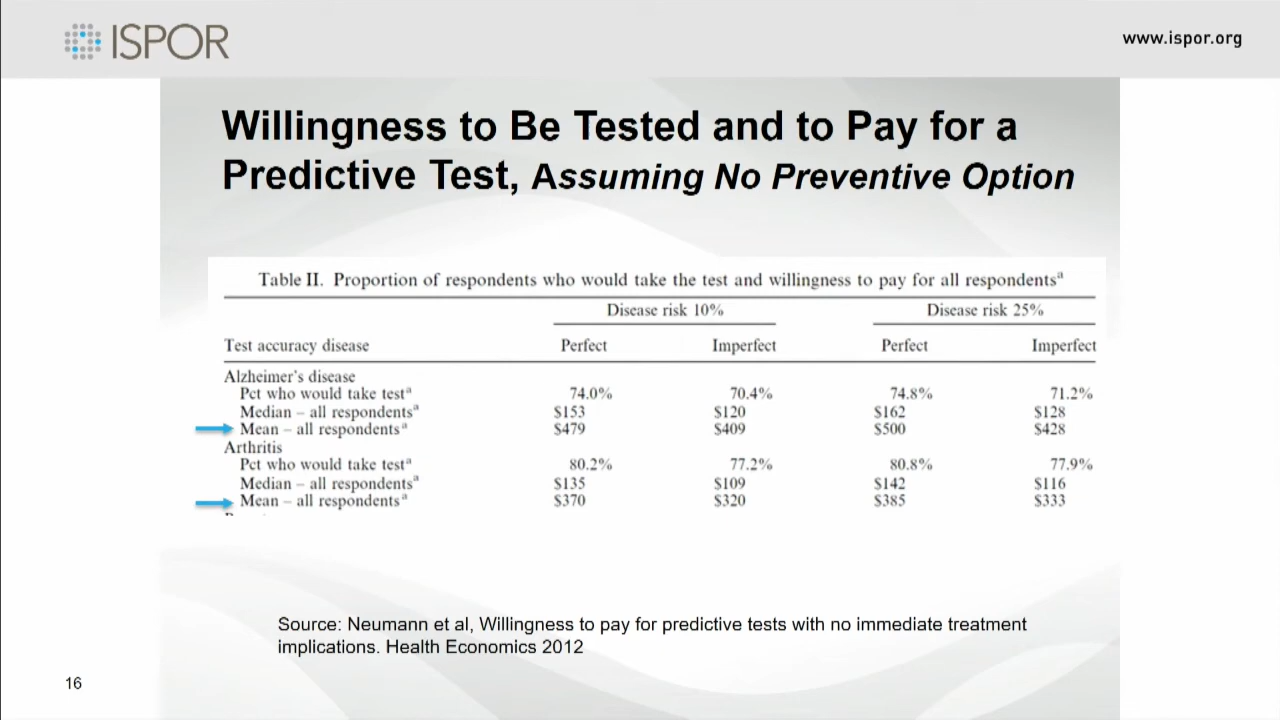 ISPOR
www.ispor.org
Willingness to Be Tested and to Pay for a
Predictive Test, Assuming No Preventive Option
Table II. Proportion of respondents who would take the test and willingness to pay for all respondentsᵃ
Disease risk 10% Disease risk 25%
Test accuracy disease Perfect Imperfect Perfect Imperfect
Alzheimer's disease
Pct who would take testᵃ 74.0% 70.4% 74.8% 71.2%
Median – all respondentsᵃ $153 $120 $162 $128
Mean – all respondentsᵃ $479 $409 $500 $428
Arthritis
Pct who would take testᵃ 80.2% 77.2% 80.8% 77.9%
Median – all respondentsᵃ $135 $109 $142 $116
Mean – all respondentsᵃ $370 $320 $385 $333
Source: Neumann et al, Willingness to pay for predictive tests with no immediate treatment
implications. Health Economics 2012
16